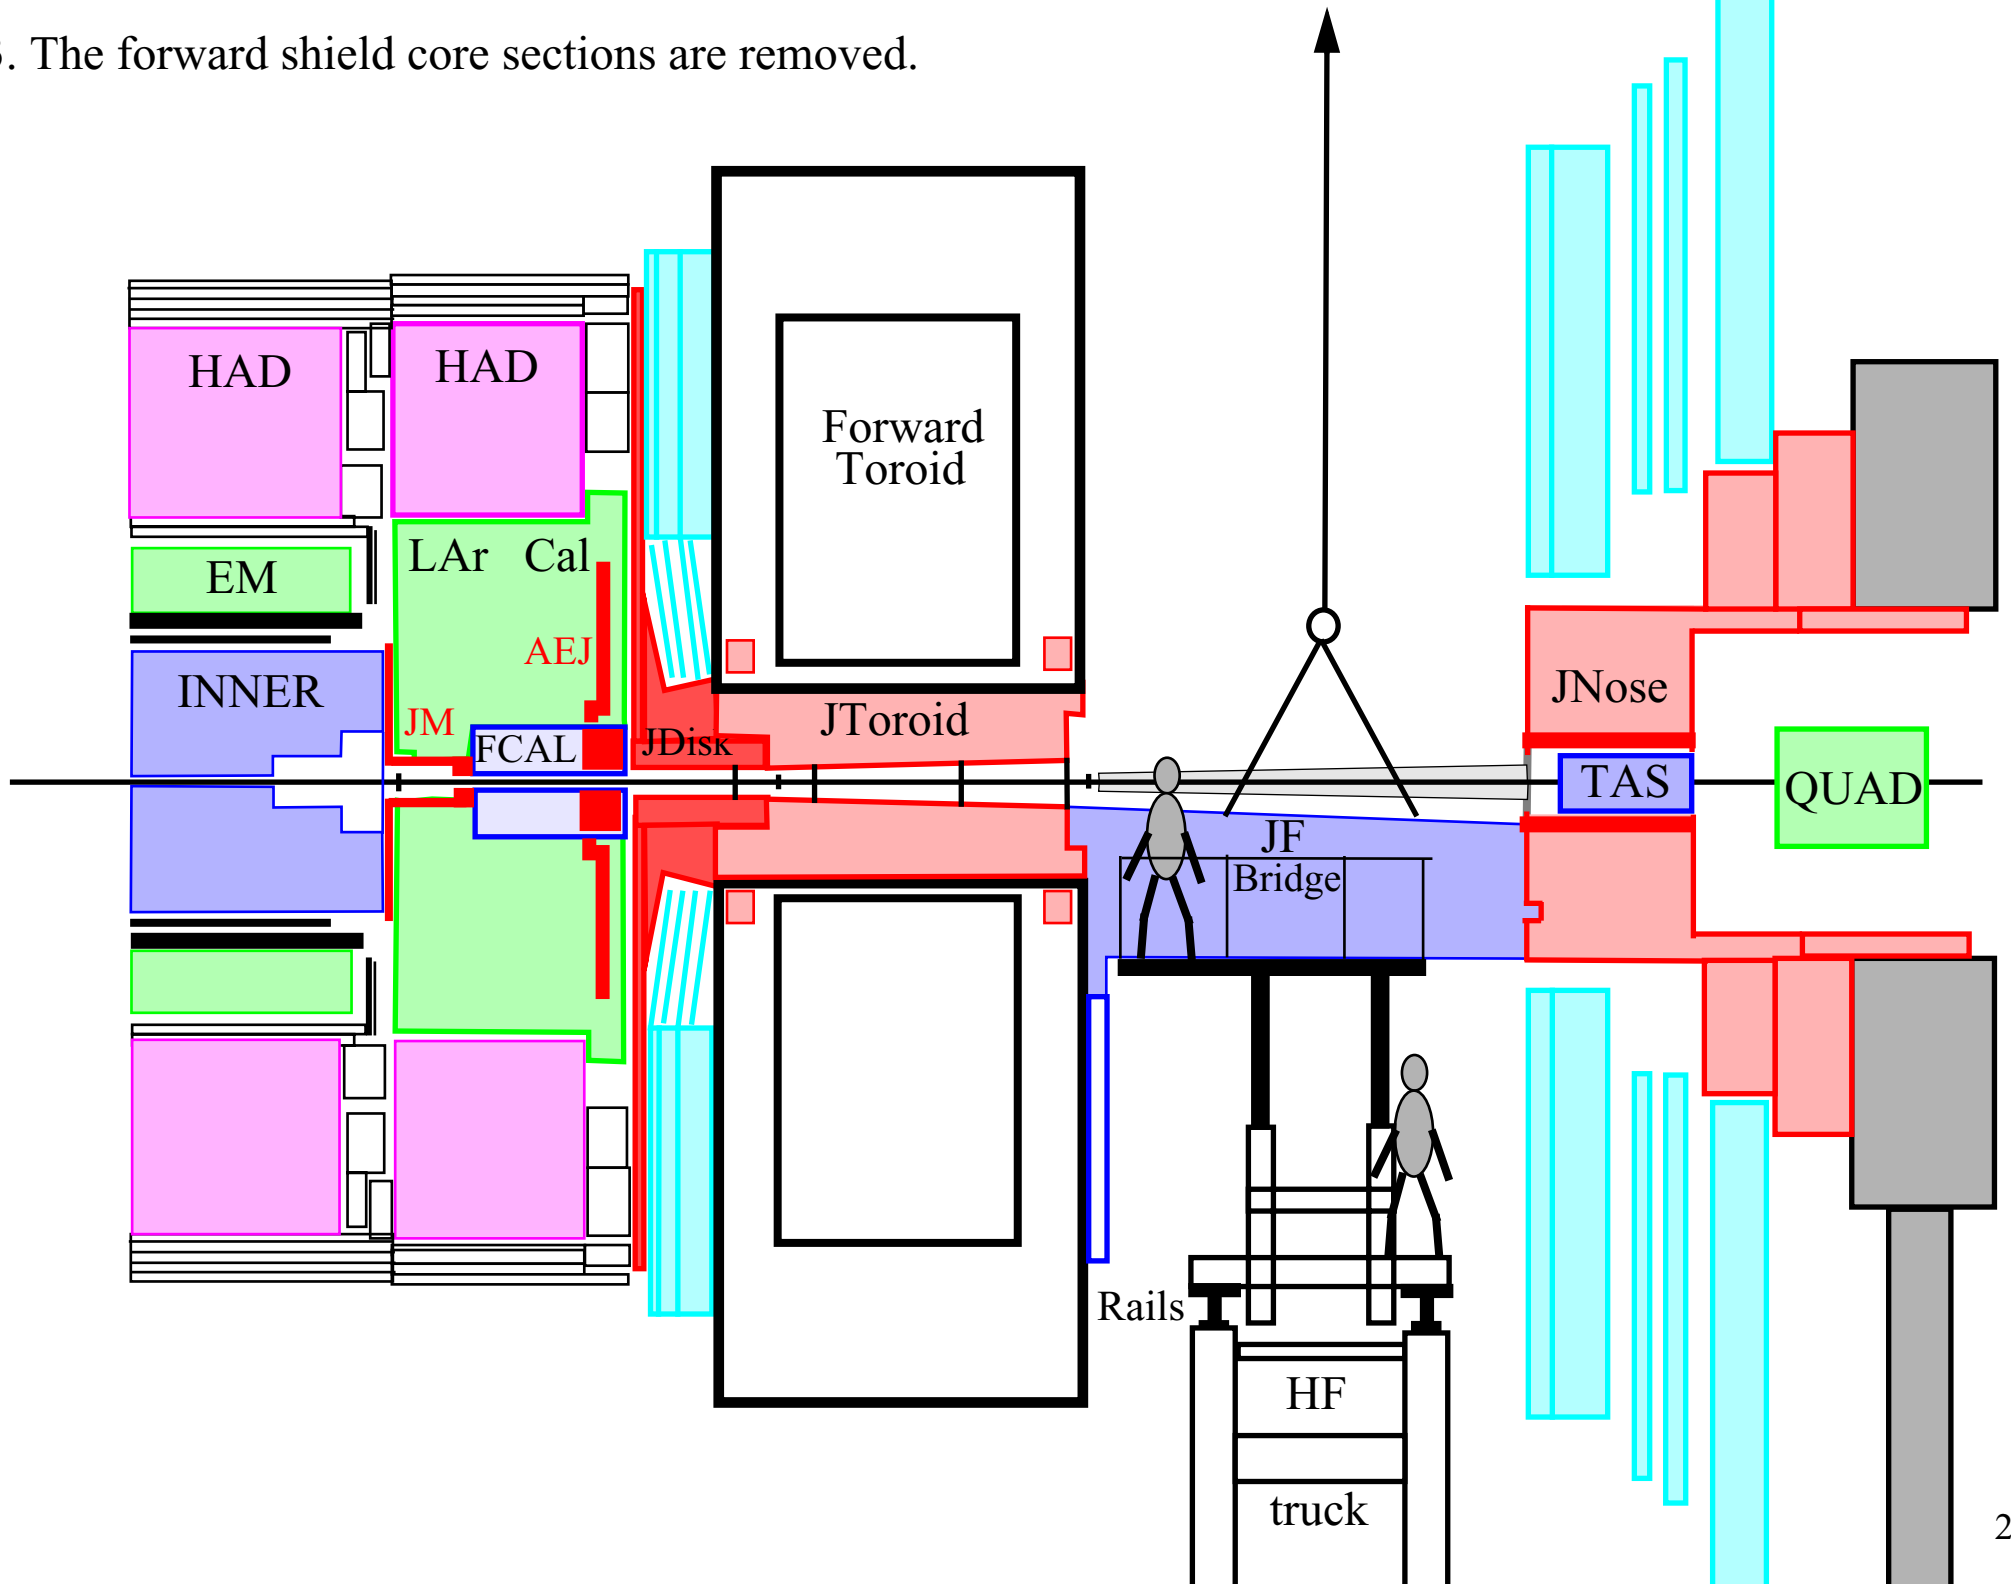 . The forward shield core sections are removed.
HAD
HAD
Forward
Toroid
LAr Cal
EM
AEJ
INNER
JM
JNose
JToroid
FCAL
JDisk
TAS
QUAD
JF
Bridge
Rails
HF
truck
2